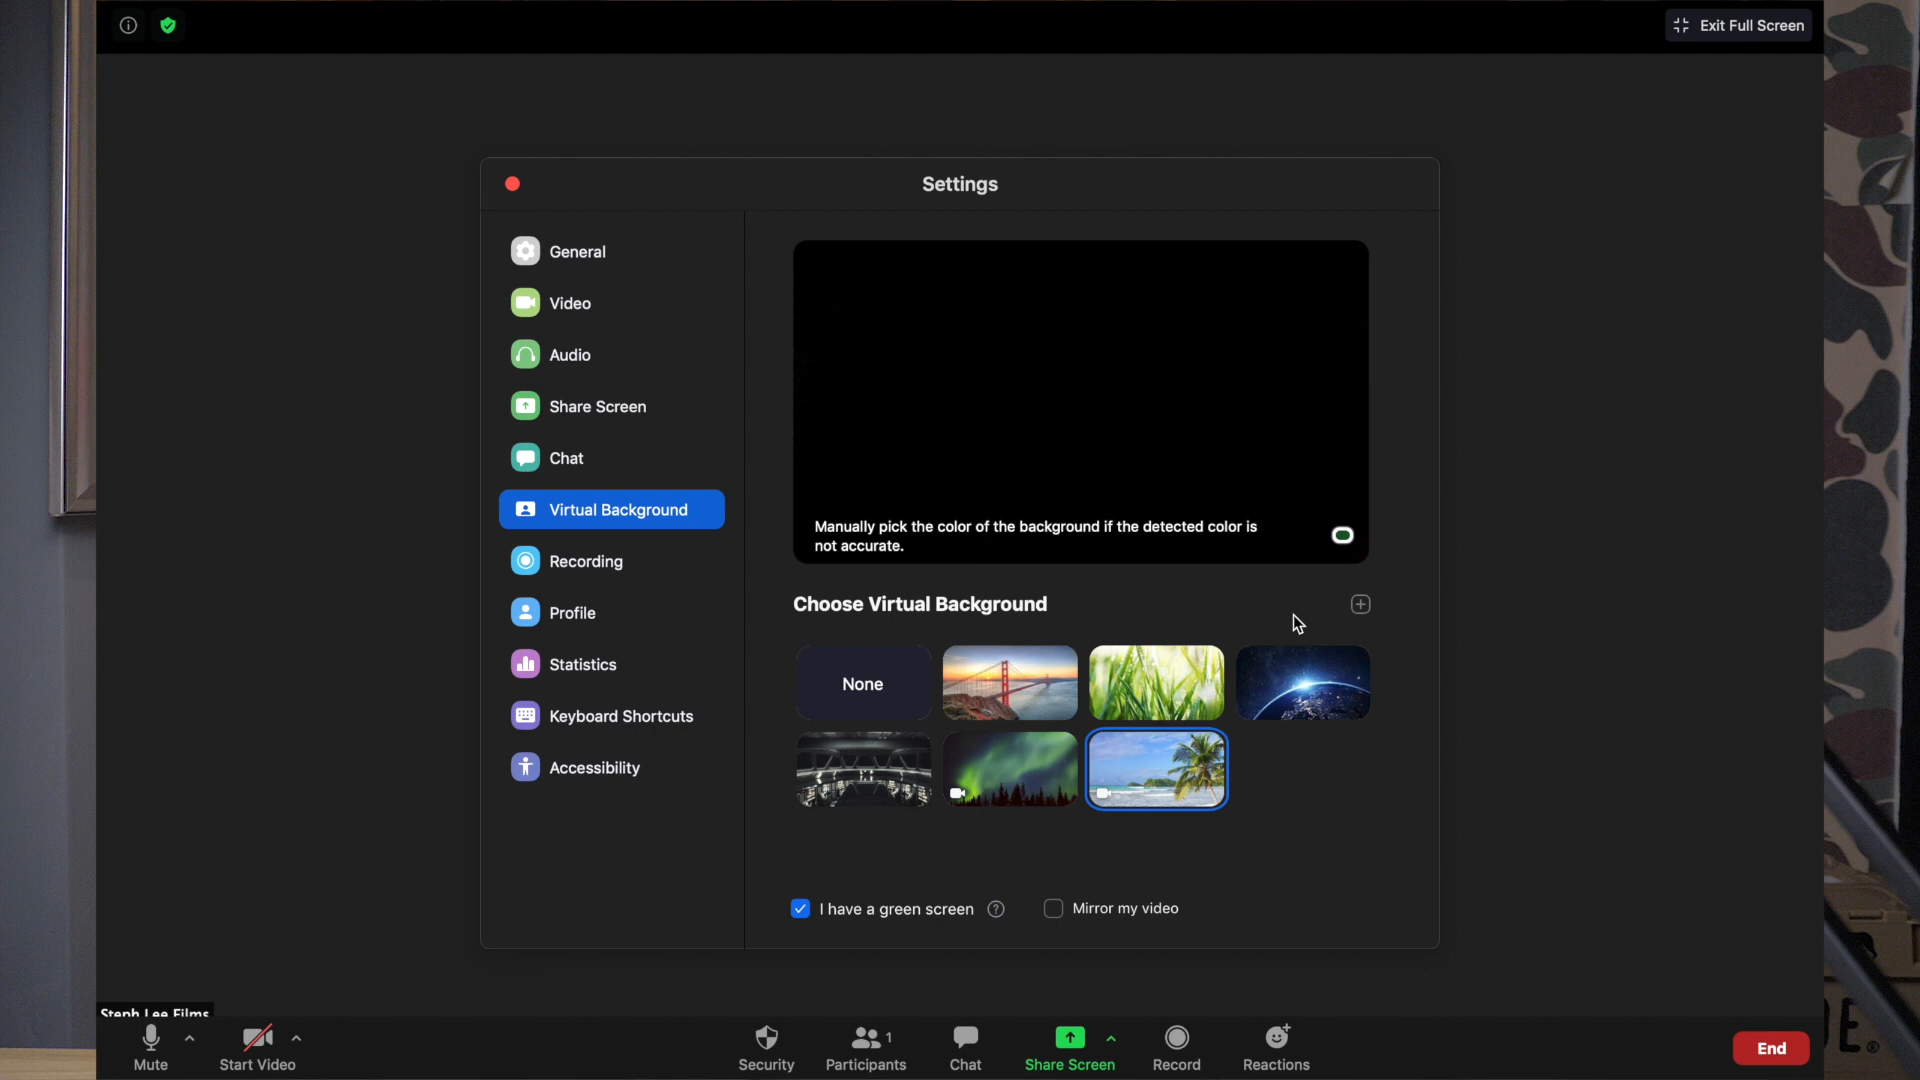 Exit Full Screen
Settings
General
Video
Audio
Share Screen
Chat
Virtual Background
Recording
Profile
Statistics
Keyboard Shortcuts
Accessibility
Manually pick the color of the background if the detected color is
not accurate.
Choose Virtual Background
None
I have a green screen
Mirror my video
Steph Lee Films
Mute
Start Video
Security
1
Participants
Chat
Share Screen
Record
Reactions
End
E.®